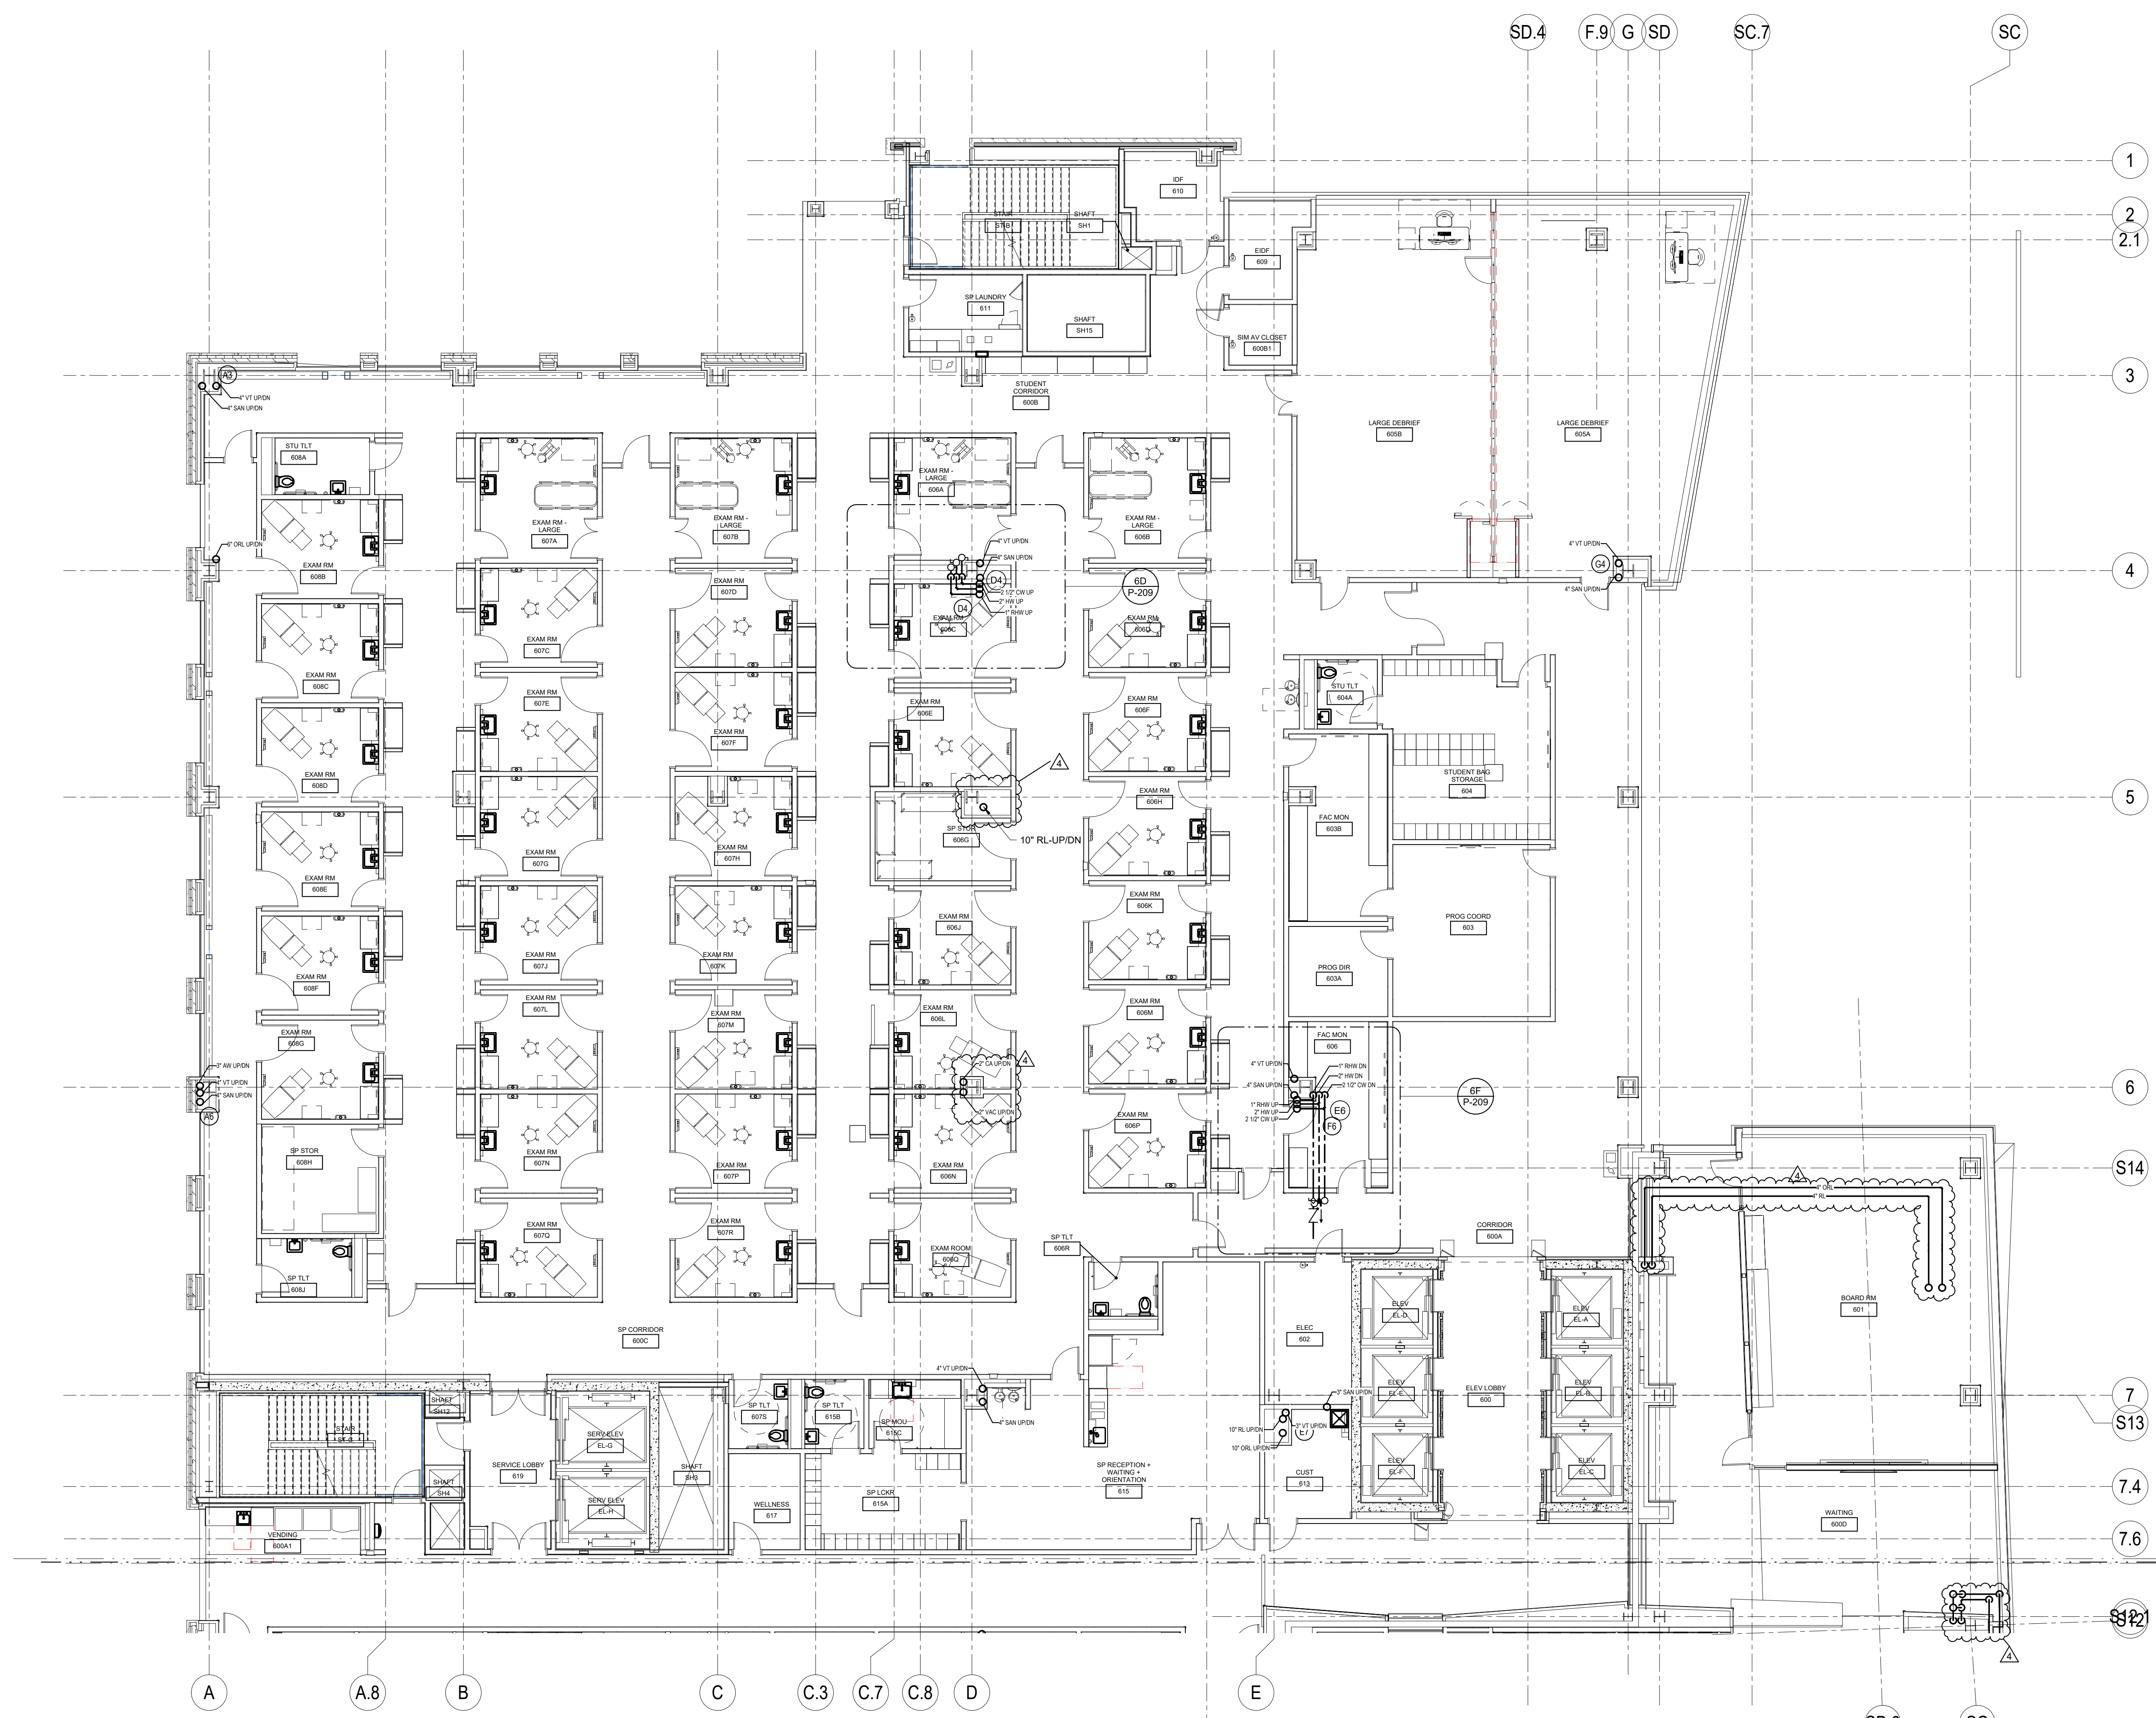 SD.4
F.9
G
SD
SC.7
SC
1
2
2.1
3
4
5
6
S14
7
S13
7.4
7.6
IDF
610
STAIR
SHAFT
SH1
EIDF
609
SP LAUNDRY
611
SHAFT
SH15
SIM AV CLOSET
600B1
STUDENT
CORRIDOR
600B
A3
4" VT UP/DN
4" SAN UP/DN
LARGE DEBRIEF
605B
LARGE DEBRIEF
605A
STU TLT
608A
EXAM RM -
LARGE
607A
EXAM RM -
LARGE
607B
EXAM RM -
LARGE
606A
EXAM RM -
LARGE
606B
6" ORL UP/DN
EXAM RM
608B
EXAM RM
607D
4" VT UP/DN
4" SAN UP/DN
D4
2 1/2" CW UP
2" HW UP
1" RHW UP
D4
6D
P-209
4" VT UP/DN
G4
4" SAN UP/DN
EXAM RM
606C
EXAM RM
606D
EXAM RM
607C
EXAM RM
608C
EXAM RM
607E
EXAM RM
607F
EXAM RM
606E
EXAM RM
606F
STU TLT
604A
4
STUDENT BAG
STORAGE
604
EXAM RM
608D
EXAM RM
606H
FAC MON
603B
SP STOR
606G
10" RL-UP/DN
EXAM RM
607G
EXAM RM
607H
EXAM RM
608E
EXAM RM
606K
EXAM RM
606J
PROG COORD
603
EXAM RM
608F
EXAM RM
607J
EXAM RM
607K
PROG DIR
603A
EXAM RM
607L
EXAM RM
607M
EXAM RM
606L
EXAM RM
606M
EXAM RM
608G
FAC MON
606
3" AW UP/DN
4" VT UP/DN
4" SAN UP/DN
A6
2" CA UP/DN
4
2" VAC UP/DN
4" VT UP/DN
4" SAN UP/DN
1" RHW DN
2" HW DN
2 1/2" CW DN
1" RHW UP
2" HW UP
2 1/2" CW UP
E6
F6
6F
P-209
EXAM RM
606P
SP STOR
608H
EXAM RM
607N
EXAM RM
607P
EXAM RM
606N
4
4" ORL
4" RL
EXAM RM
607Q
EXAM RM
607R
EXAM ROOM
606Q
SP TLT
606R
CORRIDOR
600A
SP TLT
608J
BOARD RM
601
ELEV
EL-D
ELEV
EL-A
SP CORRIDOR
600C
ELEC
602
ELEV
EL-E
ELEV LOBBY
600
ELEV
EL-B
SHAFT
SH12
STAIR
SP TLT
607S
SP TLT
615B
SP MOU
615C
4" VT UP/DN
4" SAN UP/DN
3" SAN UP/DN
3" VT UP/DN
10" RL UP/DN
10" ORL UP/DN
E7
SERV ELEV
EL-G
SERVICE LOBBY
619
SHAFT
SH3
SHAFT
SH4
SP RECEPTION +
WAITING +
ORIENTATION
615
CUST
613
ELEV
EL-F
ELEV
EL-C
SERV ELEV
EL-H
WELLNESS
617
SP LCKR
615A
VENDING
600A1
WAITING
600D
4
A
A.8
B
C
C.3
C.7
C.8
D
E